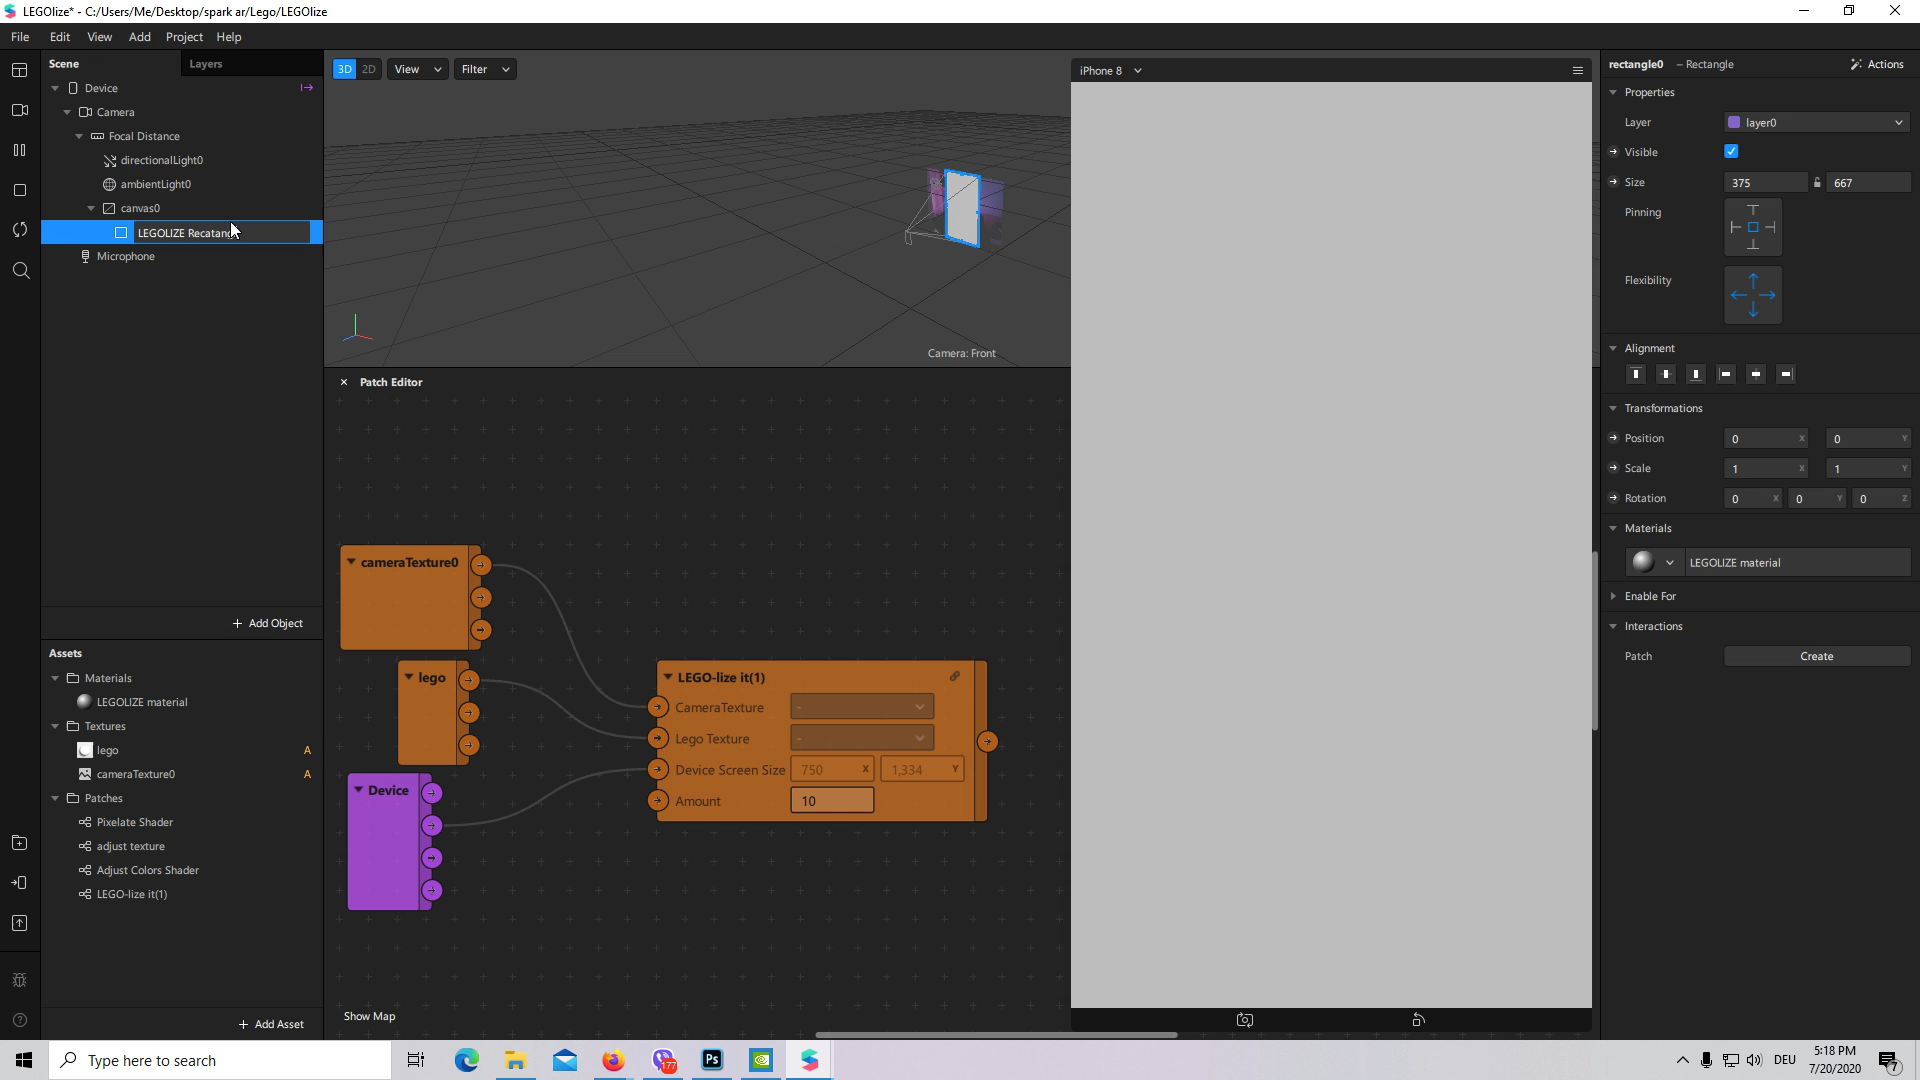 LEGOlize* - C:/Users/Me/Desktop/spark ar/Lego/LEGOlize
File Edit View Add Project Help
Scene Layers
Device
Camera
Focal Distance
directionalLight0
ambientLight0
canvas0
LEGOLIZE Recatang
Microphone
+ Add Object
Assets
Materials
LEGOLIZE material
Textures
lego A
cameraTexture0 A
Patches
Pixelate Shader
adjust texture
Adjust Colors Shader
LEGO-lize it(1)
+ Add Asset
3D 2D View Filter
Camera: Front
× Patch Editor
cameraTexture0
lego
Device
LEGO-lize it(1)
CameraTexture -
Lego Texture -
Device Screen Size 750 X 1,334 Y
Amount 10
Show Map
iPhone 8
rectangle0 – Rectangle Actions
Properties
Layer layer0
Visible
Size 375 667
Pinning
Flexibility
Alignment
Transformations
Position 0 X 0 Y
Scale 1 X 1 Y
Rotation 0 X 0 Y 0 Z
Materials
LEGOLIZE material
Enable For
Interactions
Patch Create
Type here to search
177
Ps
DEU
5:18 PM
7/20/2020
7